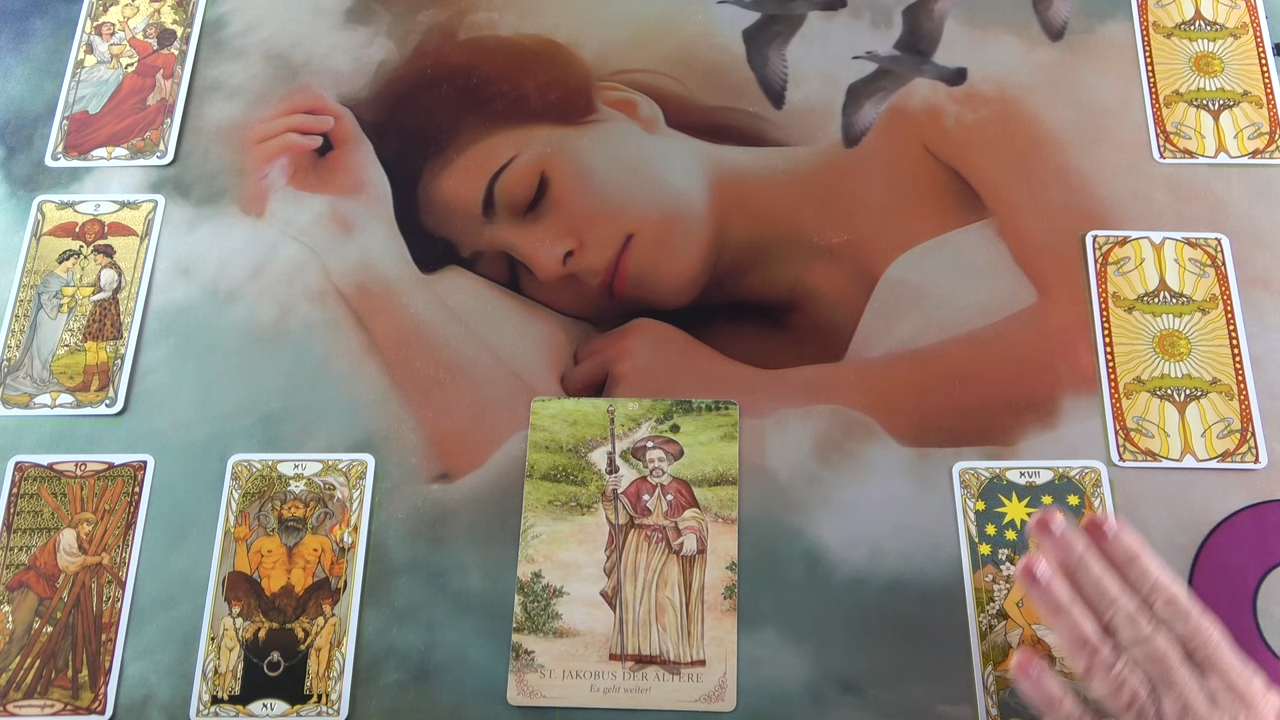 2
10
XV
XV
29
ST. JAKOBUS DER ÄLTERE
Es geht weiter!
XVII